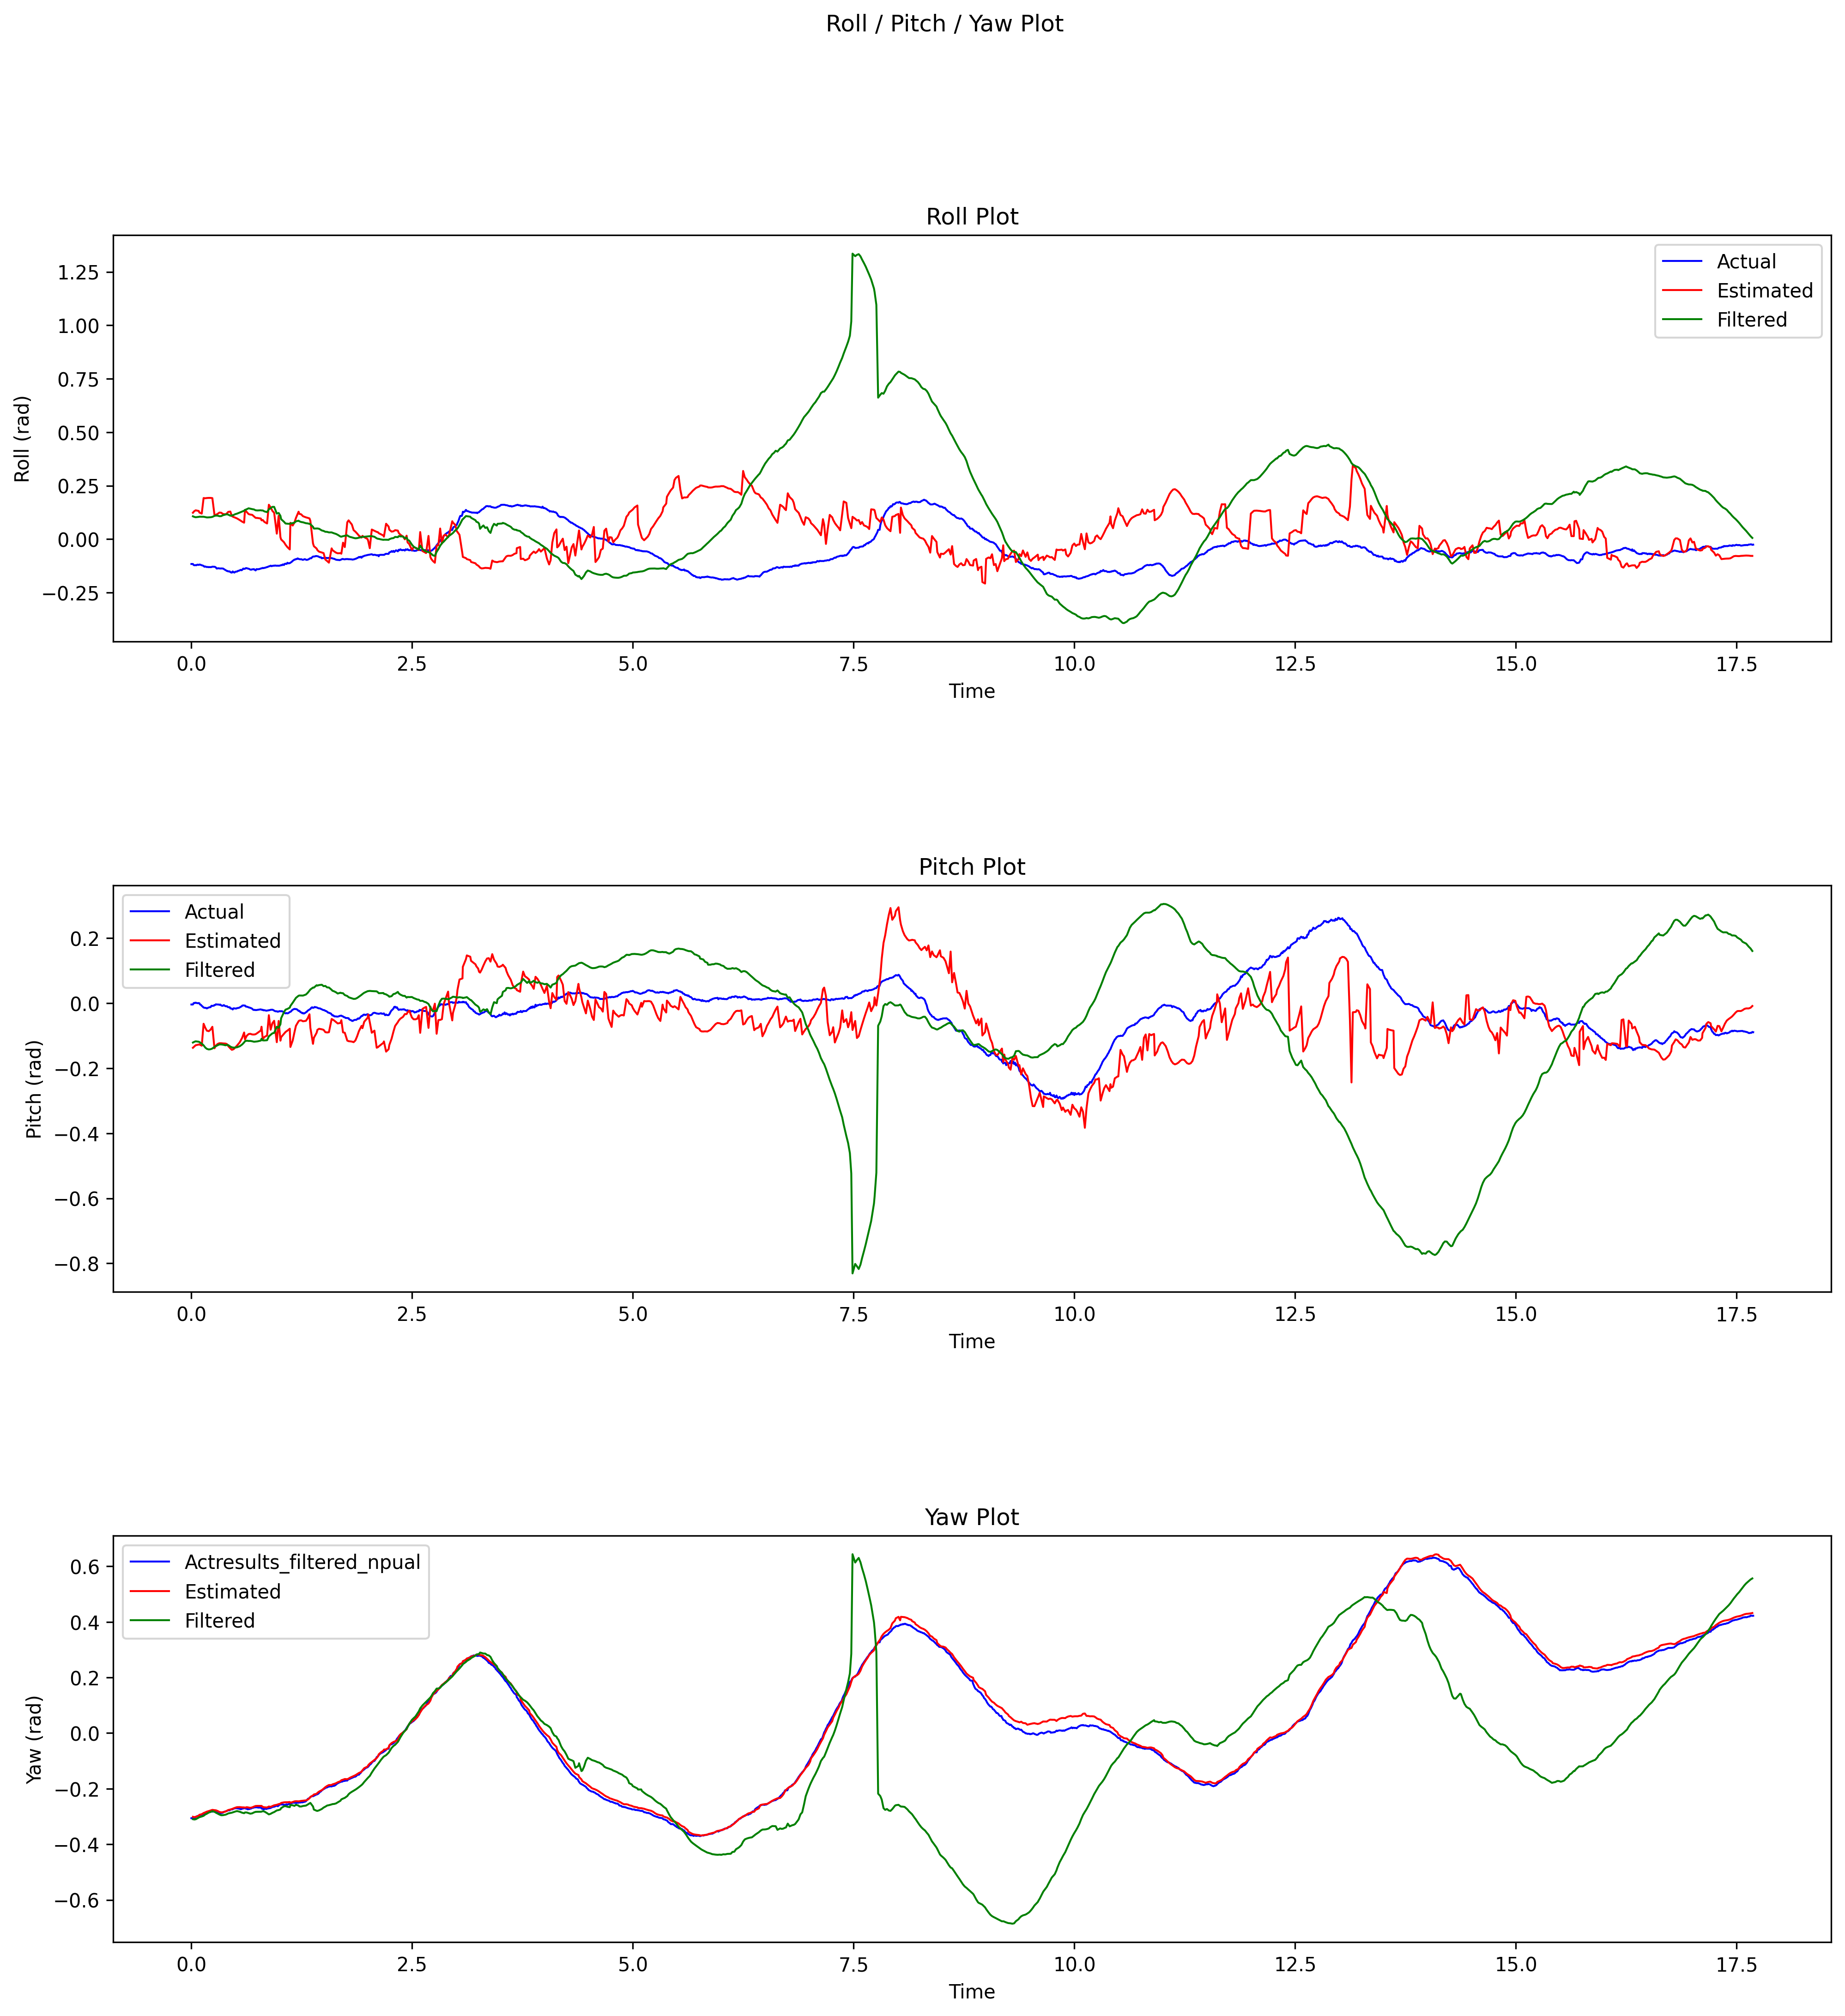 Roll / Pitch / Yaw Plot
Roll Plot
Roll (rad)
1.25
1.00
0.75
0.50
0.25
0.00
−0.25
Actual
Estimated
Filtered
0.0 2.5 5.0 7.5 10.0 12.5 15.0 17.5
Time
Pitch Plot
Pitch (rad)
0.2
0.0
−0.2
−0.4
−0.6
−0.8
Actual
Estimated
Filtered
0.0 2.5 5.0 7.5 10.0 12.5 15.0 17.5
Time
Yaw Plot
Yaw (rad)
0.6
0.4
0.2
0.0
−0.2
−0.4
−0.6
Actresults_filtered_npual
Estimated
Filtered
0.0 2.5 5.0 7.5 10.0 12.5 15.0 17.5
Time